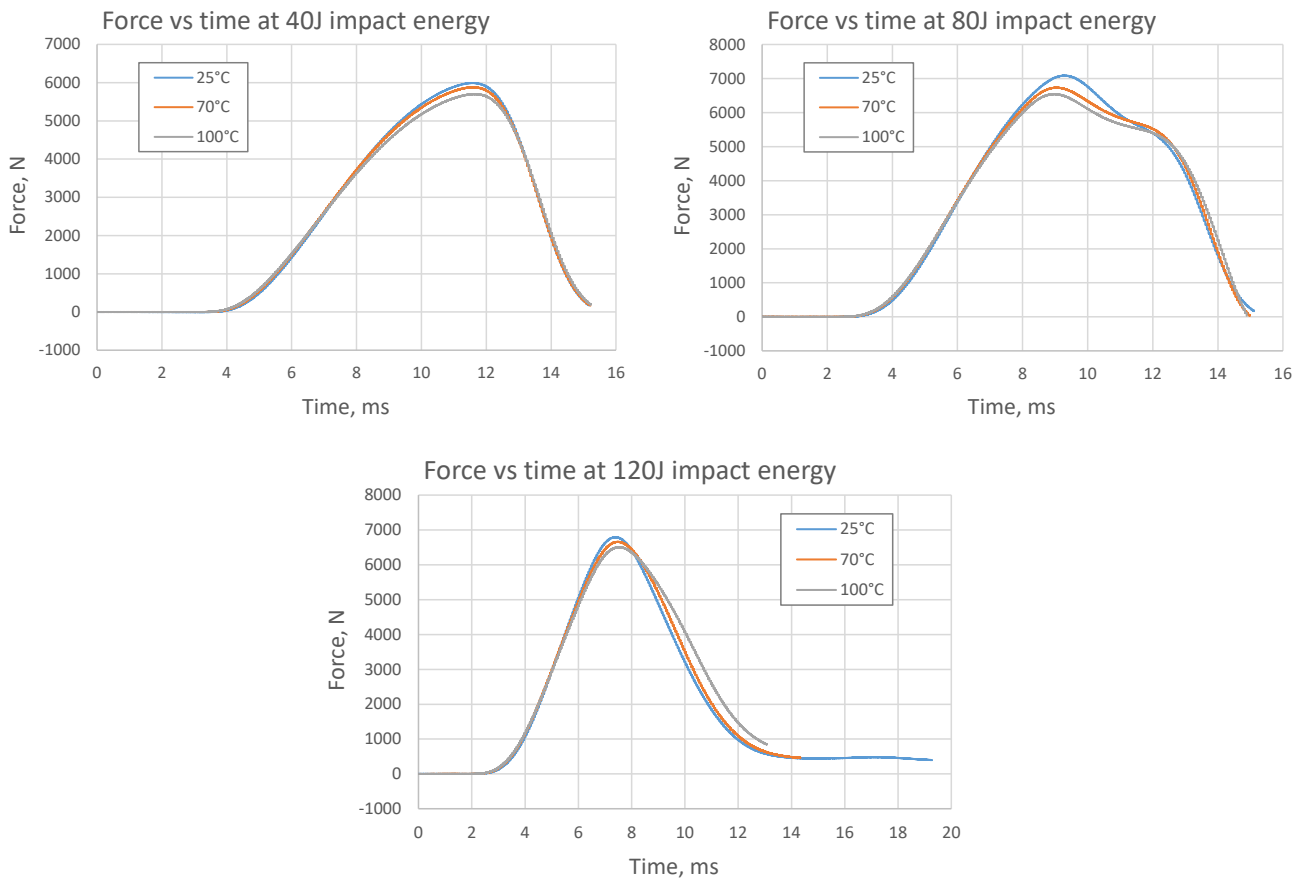 Force vs time at 40J impact energy
7000
6000
5000
4000
3000
2000
1000
0
-1000
Force, N
25°C
70°C
100°C
0 2 4 6 8 10 12 14 16
Time, ms
Force vs time at 80J impact energy
8000
7000
6000
5000
4000
3000
2000
1000
0
-1000
Force, N
25°C
70°C
100°C
0 2 4 6 8 10 12 14 16
Time, ms
Force vs time at 120J impact energy
8000
7000
6000
5000
4000
3000
2000
1000
0
-1000
Force, N
25°C
70°C
100°C
0 2 4 6 8 10 12 14 16 18 20
Time, ms